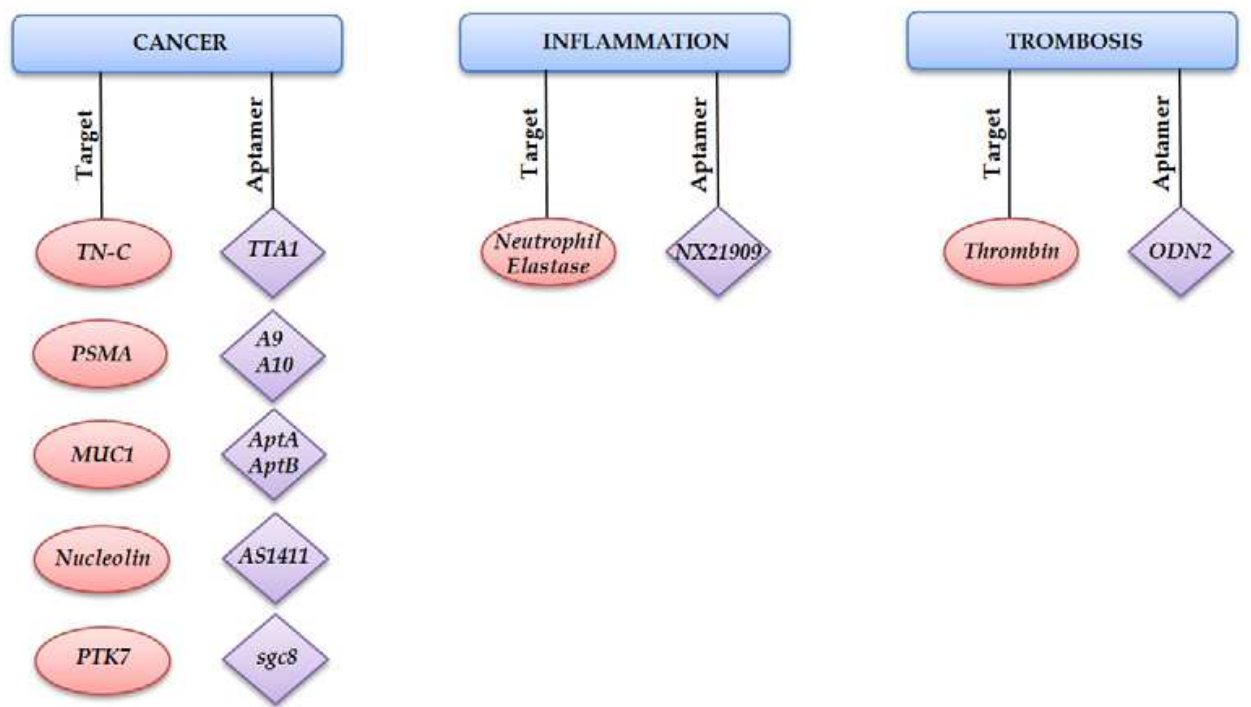 CANCER
Target
Aptamer
TN-C
TTA1
PSMA
A9
A10
MUC1
AptA
AptB
Nucleolin
AS1411
PTK7
sgc8
INFLAMMATION
Target
Aptamer
Neutrophil
Elastase
NX21909
TROMBOSIS
Target
Aptamer
Thrombin
ODN2